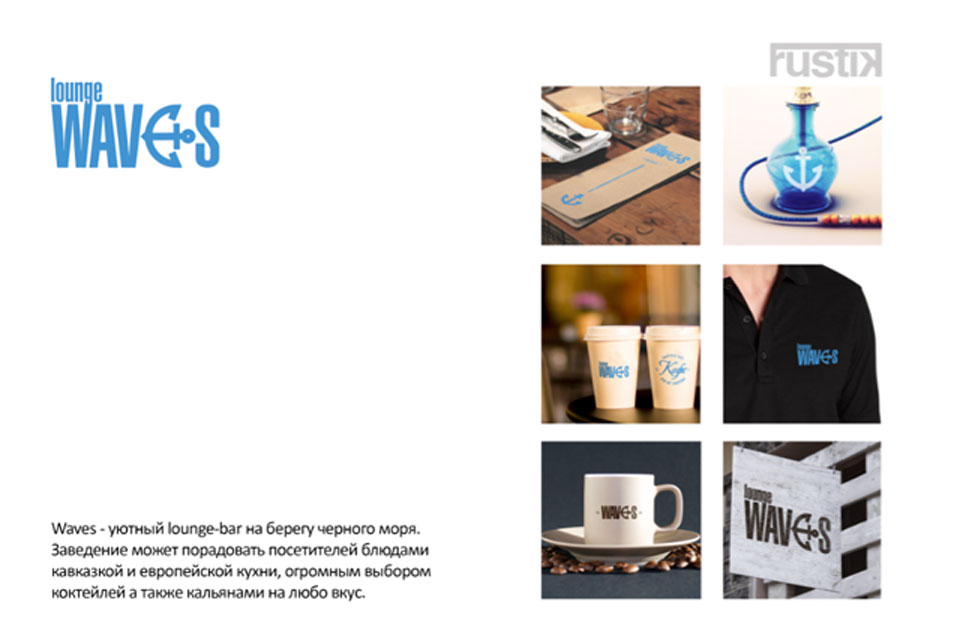 lounge
WAVES
rustik
WAVES
lounge
WAVES
Кофе
lounge
WAVES
- WAVES -
lounge
WAVES
Waves - уютный lounge-bar на берегу черного моря.
Заведение может порадовать посетителей блюдами
кавказкой и европейской кухни, огромным выбором
коктейлей а также кальянами на любо вкус.